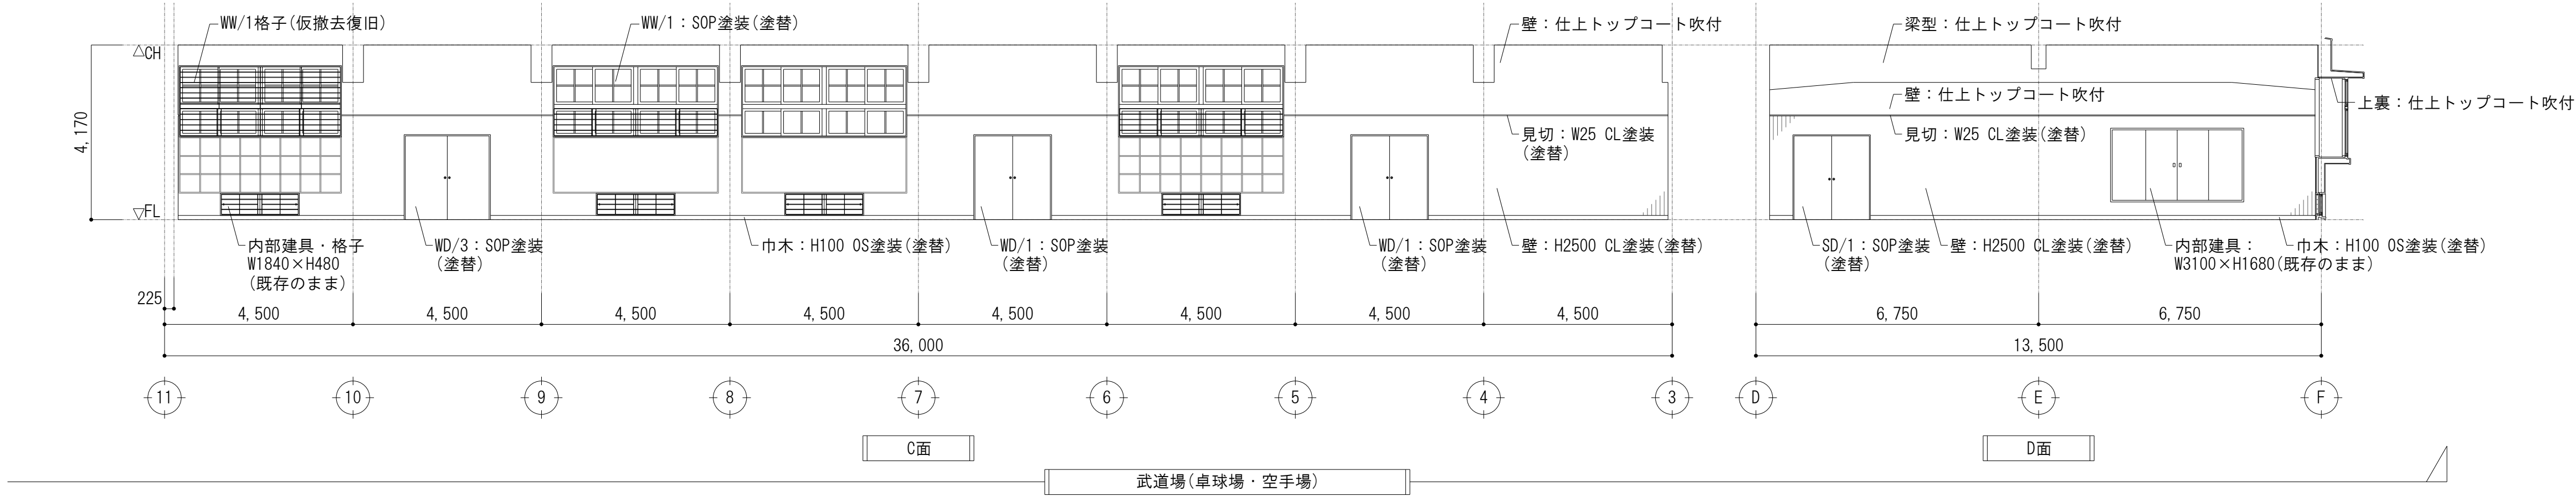 WW/1格子(仮撤去復旧)
WW/1：SOP塗装(塗替)
壁：仕上トップコート吹付
梁型：仕上トップコート吹付
△CH
壁：仕上トップコート吹付
上裏：仕上トップコート吹付
4,170
見切：W25 CL塗装
(塗替)
見切：W25 CL塗装(塗替)
▽FL
内部建具・格子
W1840×H480
(既存のまま)
WD/3：SOP塗装
(塗替)
巾木：H100 OS塗装(塗替)
WD/1：SOP塗装
(塗替)
WD/1：SOP塗装
(塗替)
壁：H2500 CL塗装(塗替)
SD/1：SOP塗装
(塗替)
壁：H2500 CL塗装(塗替)
内部建具：
W3100×H1680(既存のまま)
巾木：H100 OS塗装(塗替)
225
4,500 4,500 4,500 4,500 4,500 4,500 4,500 4,500
6,750 6,750
36,000
13,500
11 10 9 8 7 6 5 4 3 D E F
C面
D面
武道場(卓球場・空手場)